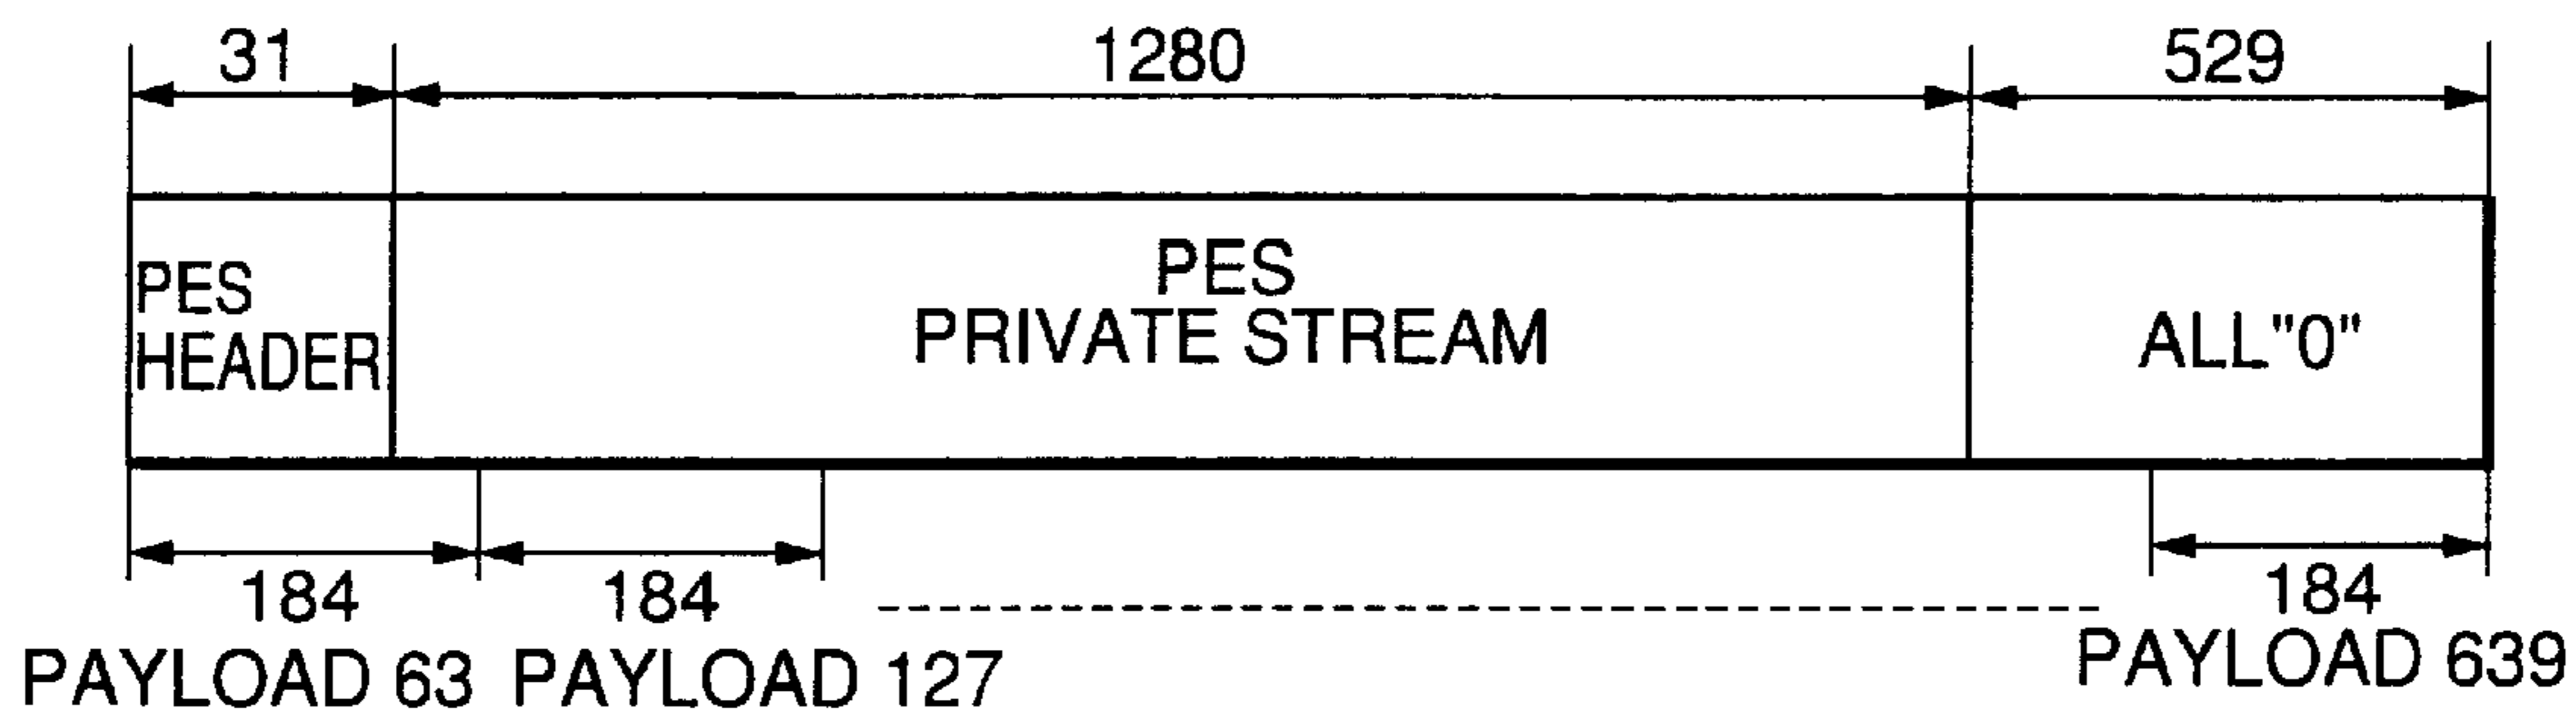 31 1280 529
PES
HEADER
PES
PRIVATE STREAM
ALL"0"
184 184 184
PAYLOAD 63 PAYLOAD 127 PAYLOAD 639